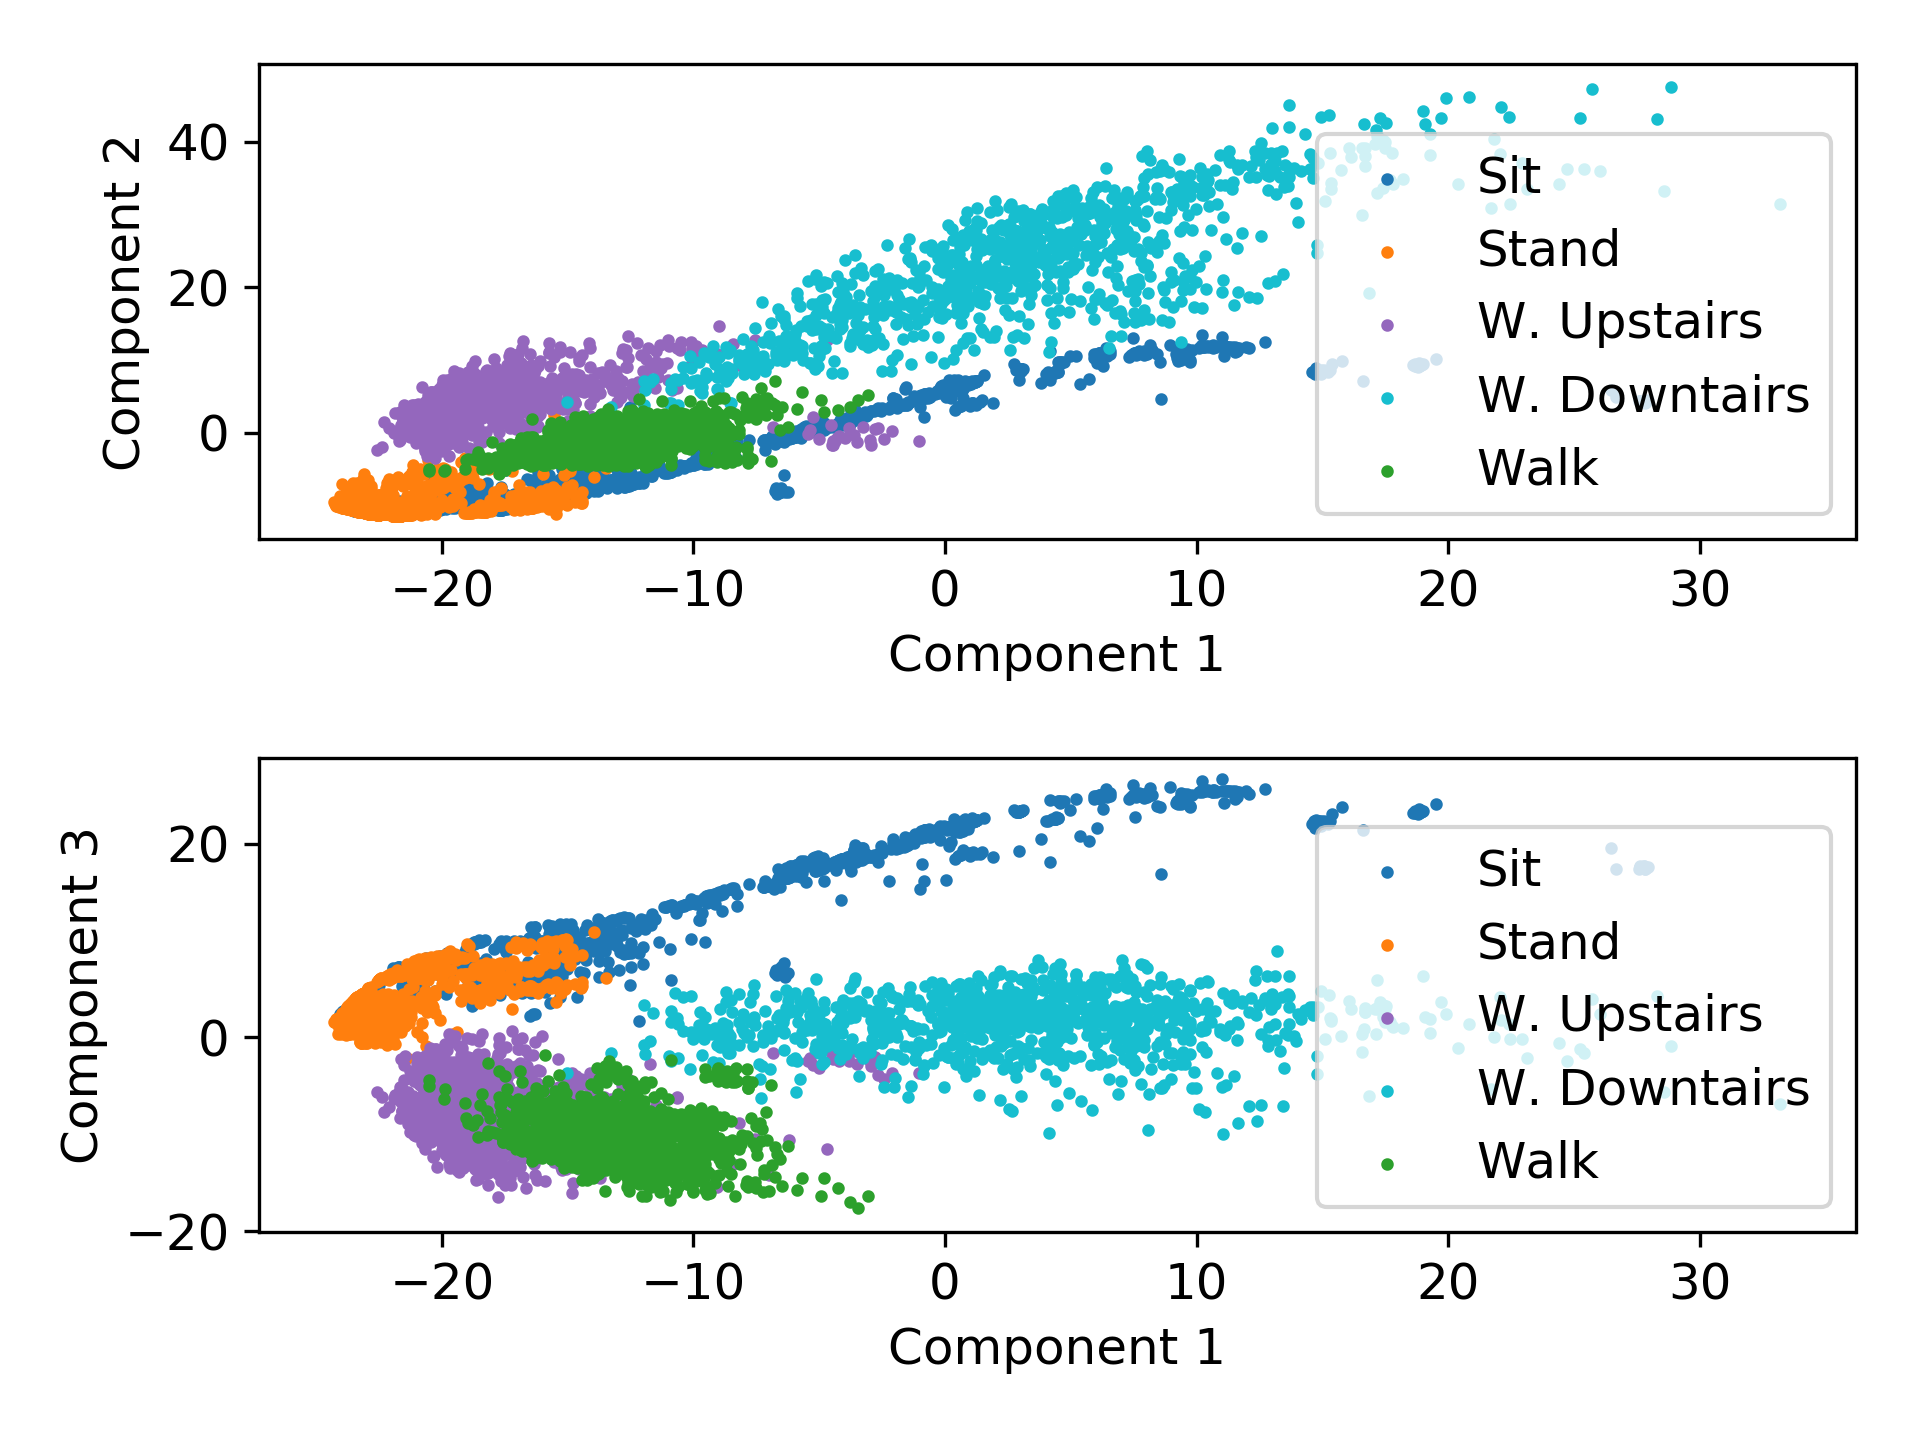 Component 2
40
20
0
Sit
Stand
W. Upstairs
W. Downtairs
Walk
−20 −10 0 10 20 30
Component 1
Component 3
20
0
−20
Sit
Stand
W. Upstairs
W. Downtairs
Walk
−20 −10 0 10 20 30
Component 1